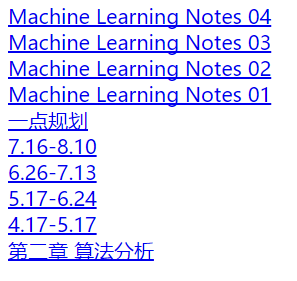 Machine Learning Notes 04
Machine Learning Notes 03
Machine Learning Notes 02
Machine Learning Notes 01
一点规划
7.16-8.10
6.26-7.13
5.17-6.24
4.17-5.17
第二章 算法分析